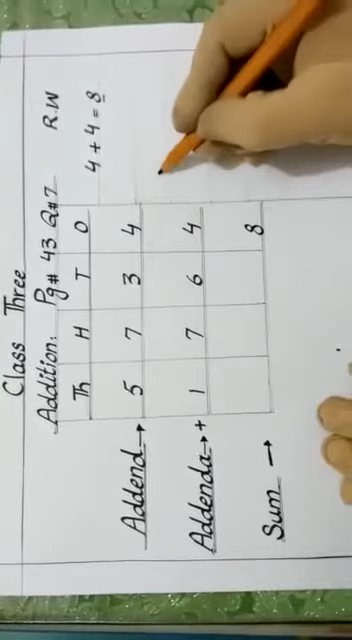 Class Three
Addition: Pg# 43 Q#7 R.W
Th H T O 4+4=8
Addend→ 5 7 3 4
Addenda→ + 1 7 6 4
Sum → 8